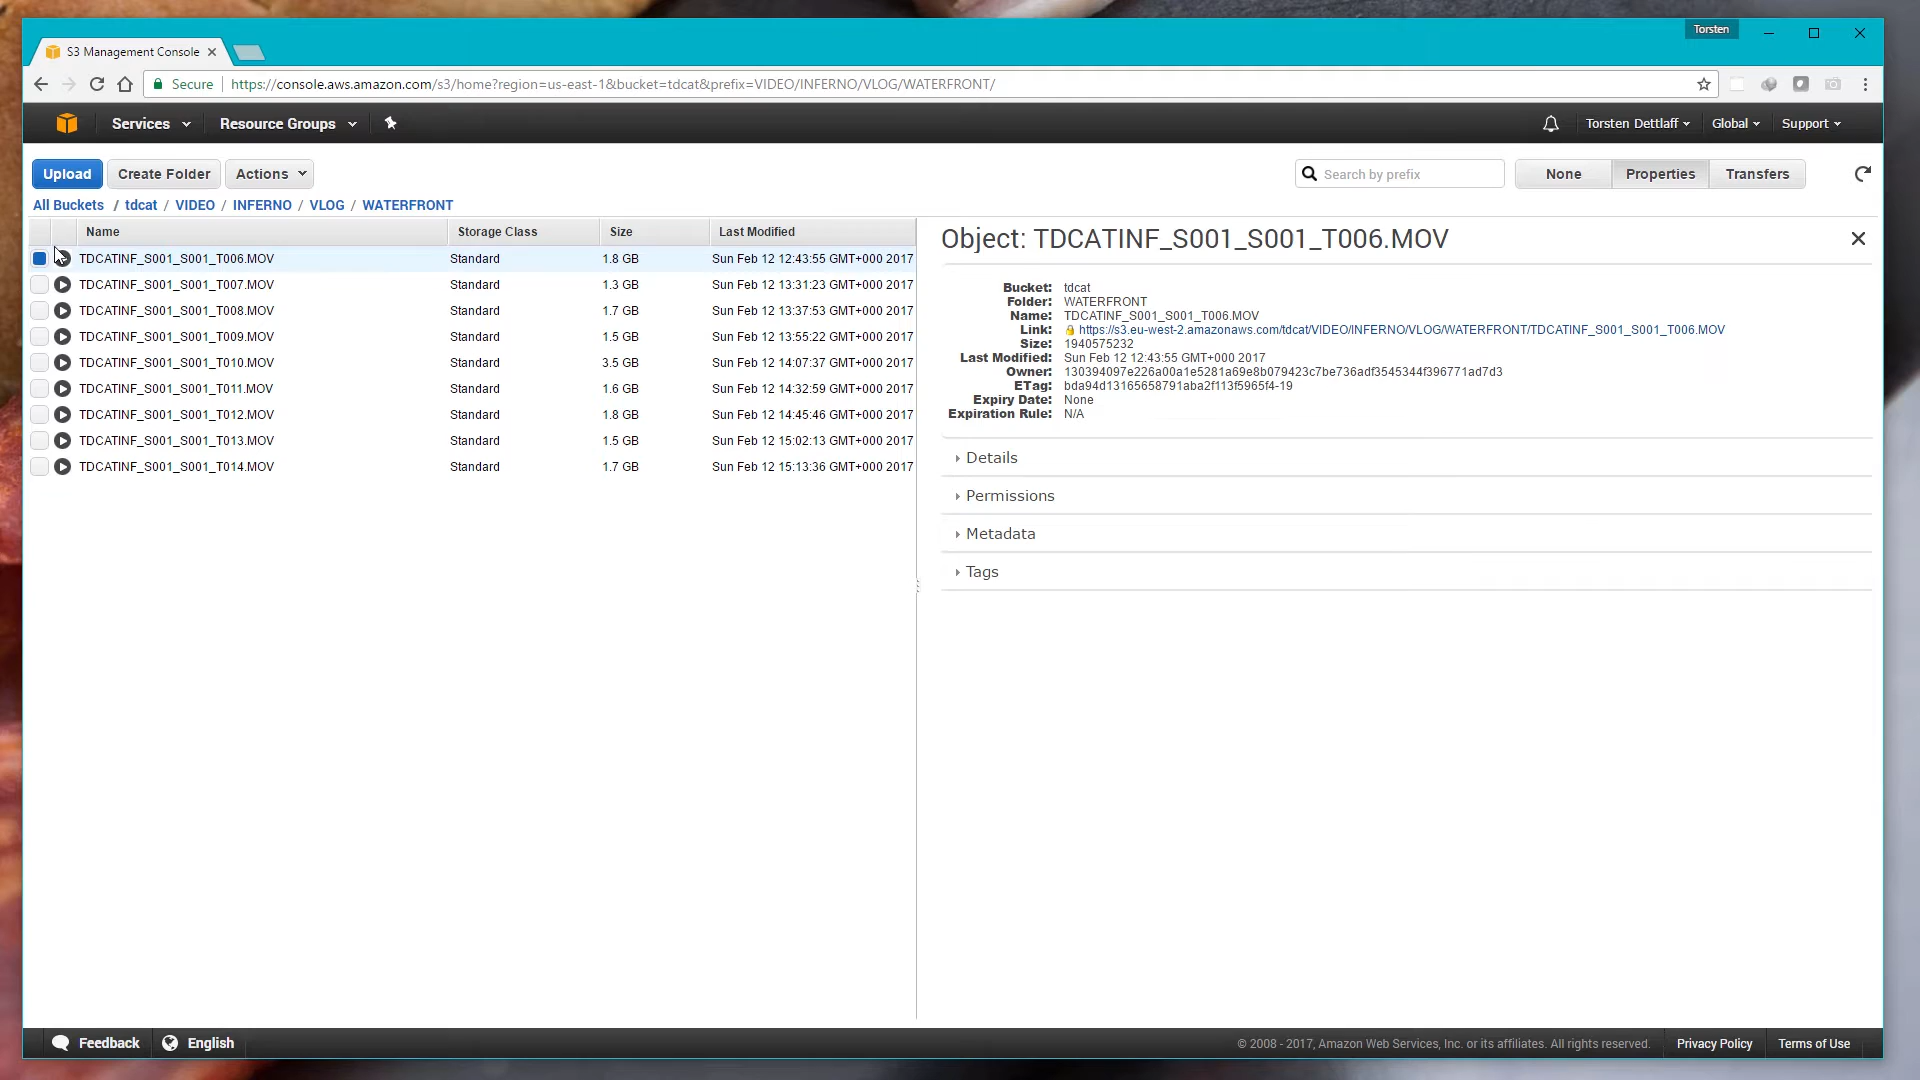 Torsten
S3 Management Console
Secure https://console.aws.amazon.com/s3/home?region=us-east-1&bucket=tdcat&prefix=VIDEO/INFERNO/VLOG/WATERFRONT/
Services Resource Groups Torsten Dettlaff Global Support
Upload Create Folder Actions Search by prefix None Properties Transfers
All Buckets / tdcat / VIDEO / INFERNO / VLOG / WATERFRONT
Name Storage Class Size Last Modified
TDCATINF_S001_S001_T006.MOV Standard 1.8 GB Sun Feb 12 12:43:55 GMT+000 2017
TDCATINF_S001_S001_T007.MOV Standard 1.3 GB Sun Feb 12 13:31:23 GMT+000 2017
TDCATINF_S001_S001_T008.MOV Standard 1.7 GB Sun Feb 12 13:37:53 GMT+000 2017
TDCATINF_S001_S001_T009.MOV Standard 1.5 GB Sun Feb 12 13:55:22 GMT+000 2017
TDCATINF_S001_S001_T010.MOV Standard 3.5 GB Sun Feb 12 14:07:37 GMT+000 2017
TDCATINF_S001_S001_T011.MOV Standard 1.6 GB Sun Feb 12 14:32:59 GMT+000 2017
TDCATINF_S001_S001_T012.MOV Standard 1.8 GB Sun Feb 12 14:45:46 GMT+000 2017
TDCATINF_S001_S001_T013.MOV Standard 1.5 GB Sun Feb 12 15:02:13 GMT+000 2017
TDCATINF_S001_S001_T014.MOV Standard 1.7 GB Sun Feb 12 15:13:36 GMT+000 2017
Object: TDCATINF_S001_S001_T006.MOV
Bucket: tdcat
Folder: WATERFRONT
Name: TDCATINF_S001_S001_T006.MOV
Link: https://s3.eu-west-2.amazonaws.com/tdcat/VIDEO/INFERNO/VLOG/WATERFRONT/TDCATINF_S001_S001_T006.MOV
Size: 1940575232
Last Modified: Sun Feb 12 12:43:55 GMT+000 2017
Owner: 130394097e226a00a1e5281a69e8b079423c7be736adf3545344f396771ad7d3
ETag: bda94d13165658791aba2f113f5965f4-19
Expiry Date: None
Expiration Rule: N/A
Details
Permissions
Metadata
Tags
Feedback English © 2008 - 2017, Amazon Web Services, Inc. or its affiliates. All rights reserved. Privacy Policy Terms of Use